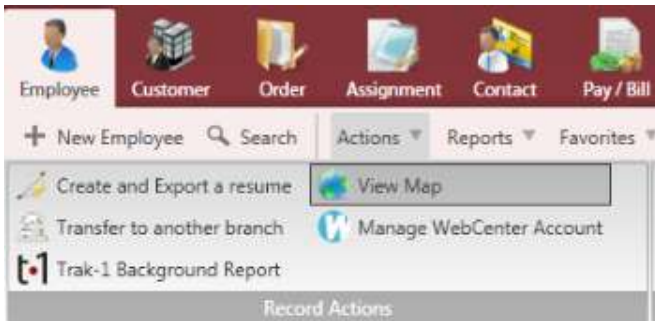 Employee Customer Order Assignment Contact Pay / Bill
New Employee Search Actions Reports Favorites
Create and Export a resume View Map
Transfer to another branch Manage WebCenter Account
Trak-1 Background Report
Record Actions